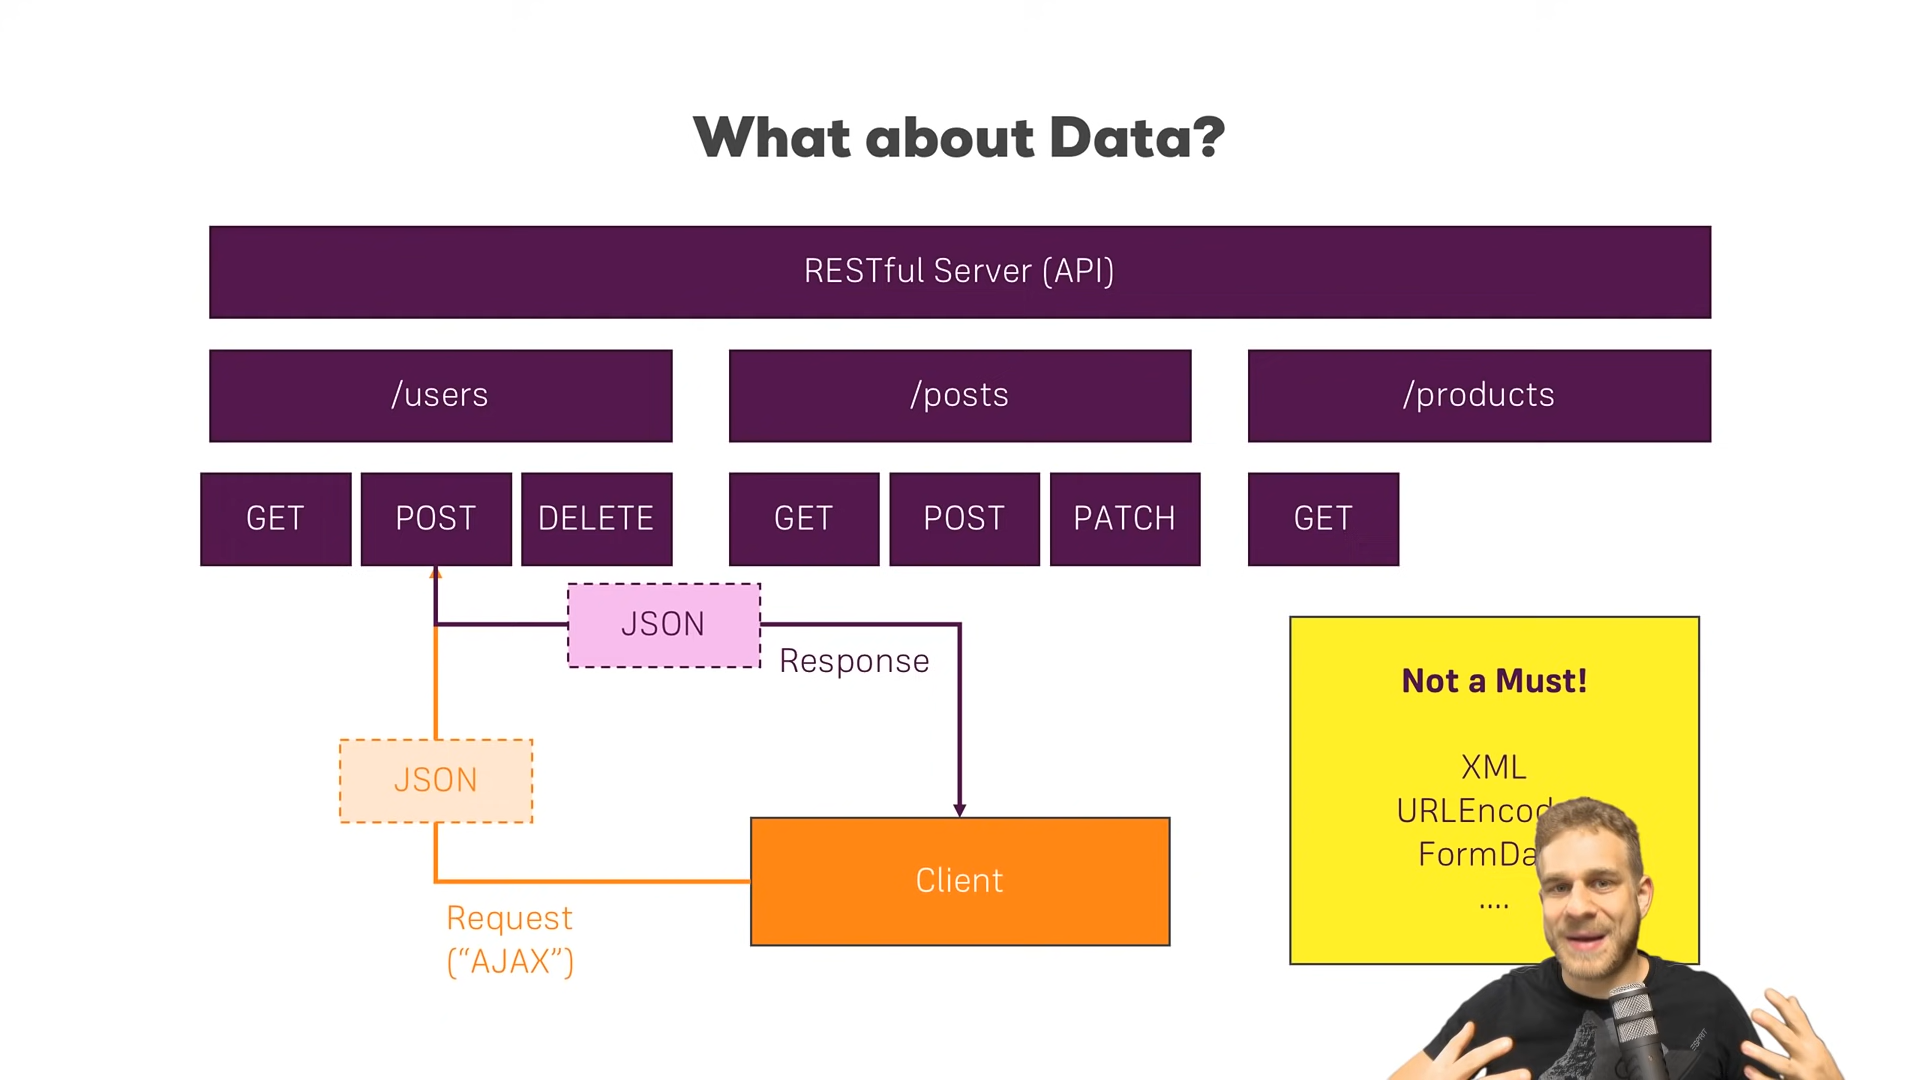 What about Data?
RESTful Server (API)
/users
/posts
/products
GET
POST
DELETE
GET
POST
PATCH
GET
JSON
Response
JSON
Request
("AJAX")
Client
Not a Must!
XML
....
ESPRIT